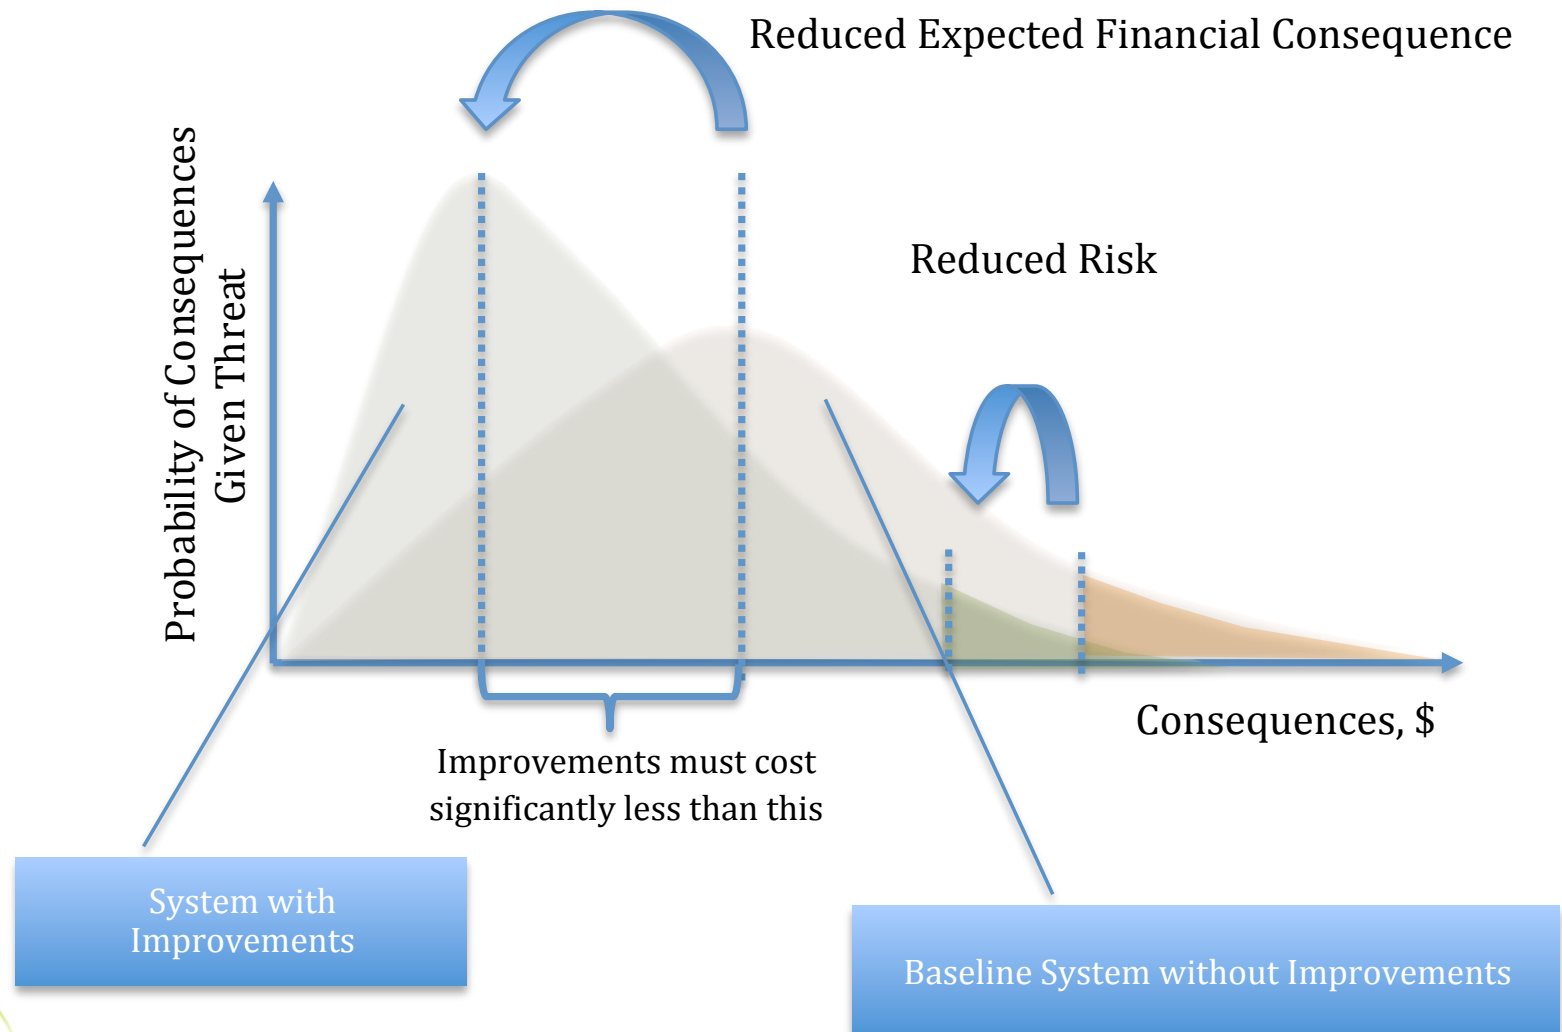 Reduced Expected Financial Consequence
Probability of Consequences
Given Threat
Reduced Risk
Consequences, $
Improvements must cost
significantly less than this
System with
Improvements
Baseline System without Improvements